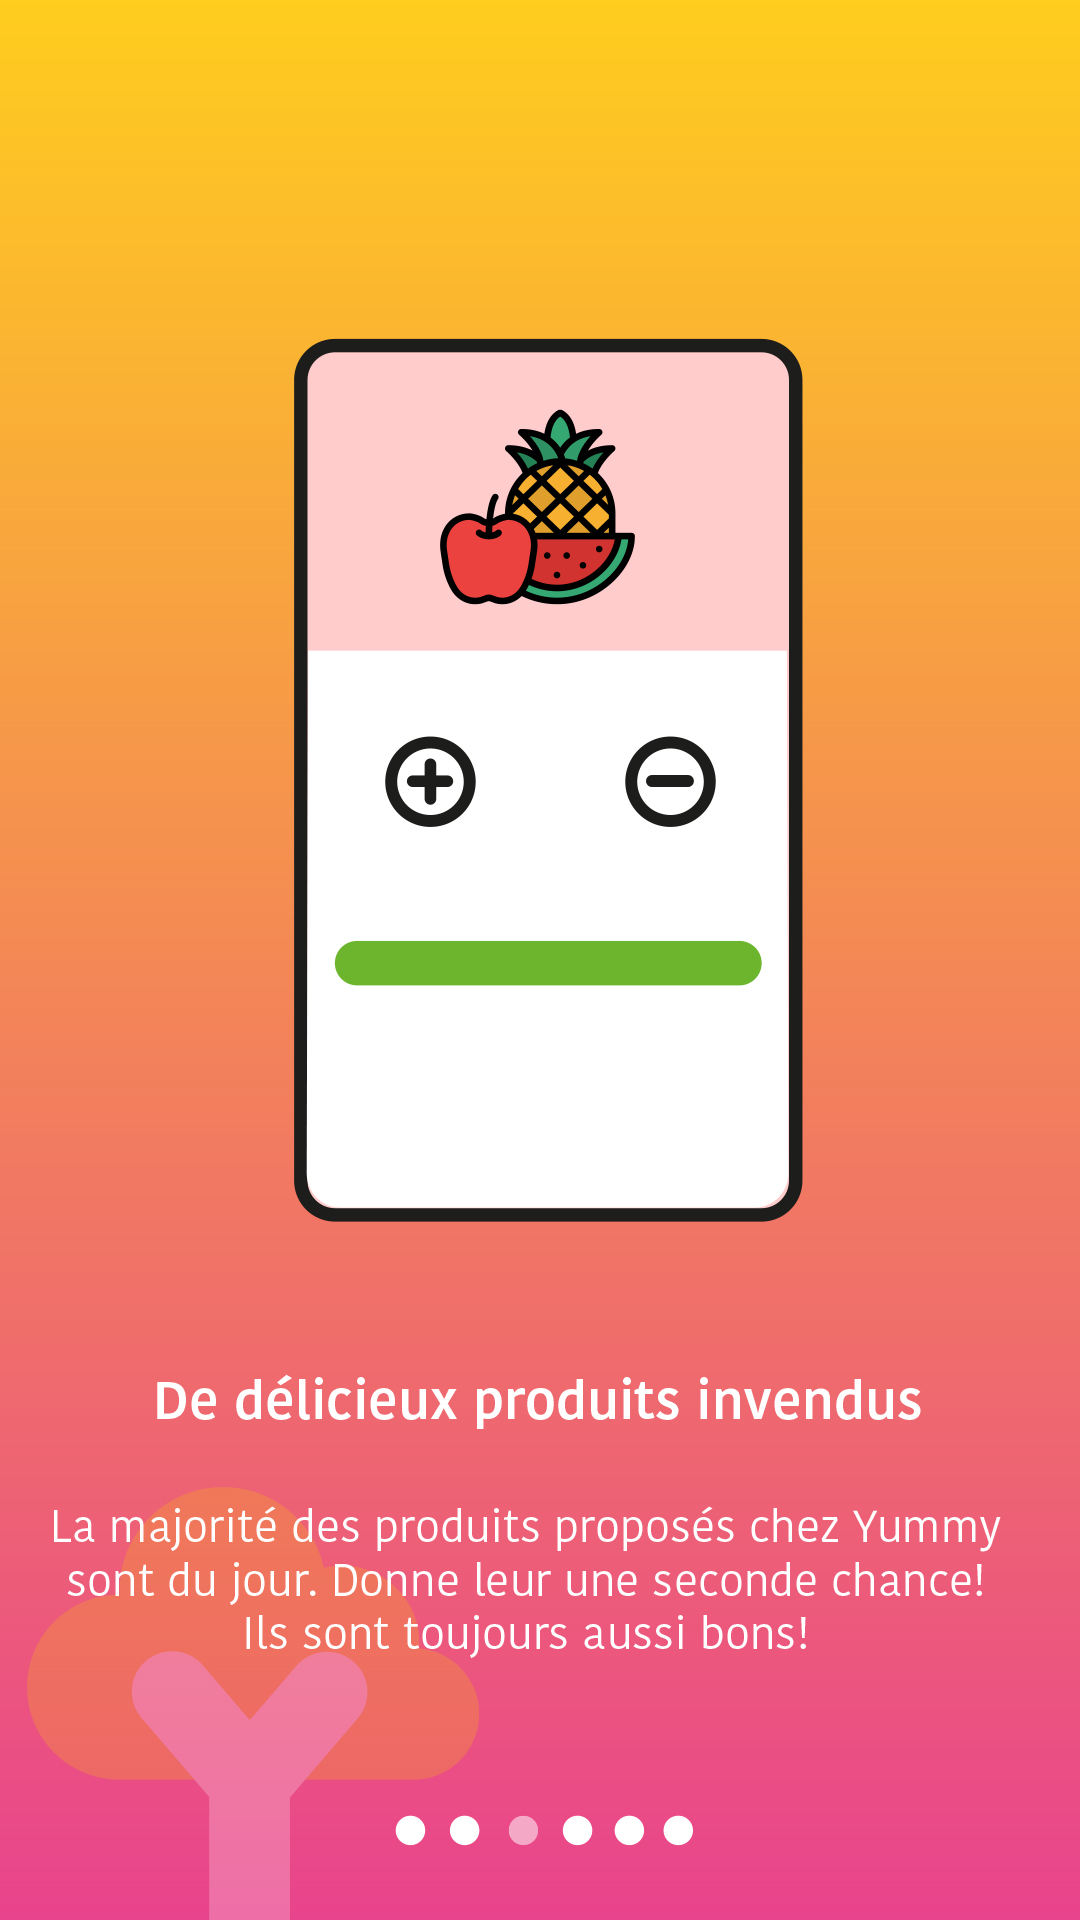 De délicieux produits invendus
La majorité des produits proposés chez Yummy
sont du jour. Donne leur une seconde chance!
Ils sont toujours aussi bons!